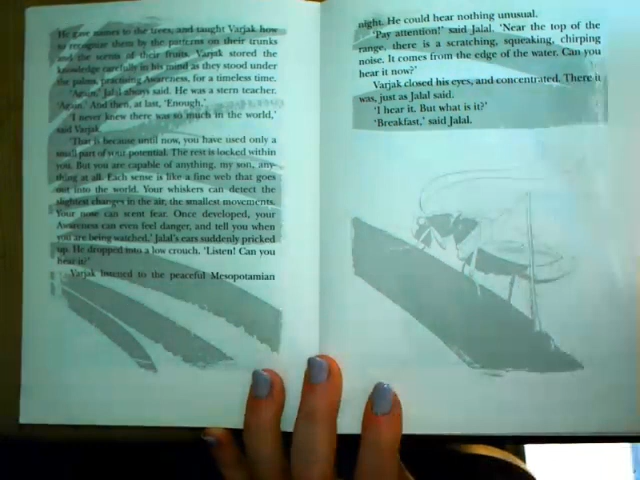 He gave names to the trees, and taught Varjak how
to recognize them by the patterns on their trunks
and the scents of their fruits. Varjak stored the
knowledge carefully in his mind as they stood under
the palms, practising Awareness, for a timeless time.
'Again,' Jalal always said. He was a stern teacher.
'Again.' And then, at last, 'Enough.'
'I never knew there was so much in the world,'
said Varjak.
'That is because until now, you have used only a
small part of your potential. The rest is locked within
you. But you are capable of anything, my son, any-
thing at all. Each sense is like a fine web that goes
out into the world. Your whiskers can detect the
slightest changes in the air, the smallest movements.
Your nose can scent fear. Once developed, your
Awareness can even feel danger, and tell you when
you are being watched.' Jalal's ears suddenly pricked
up. He dropped into a low crouch. 'Listen! Can you
hear it?'
Varjak listened to the peaceful Mesopotamian
night. He could hear nothing unusual.
'Pay attention!' said Jalal. 'Near the top of the
range, there is a scratching, squeaking, chirping
noise. It comes from the edge of the water. Can you
hear it now?'
Varjak closed his eyes, and concentrated. There it
was, just as Jalal said.
'I hear it. But what is it?'
'Breakfast,' said Jalal.